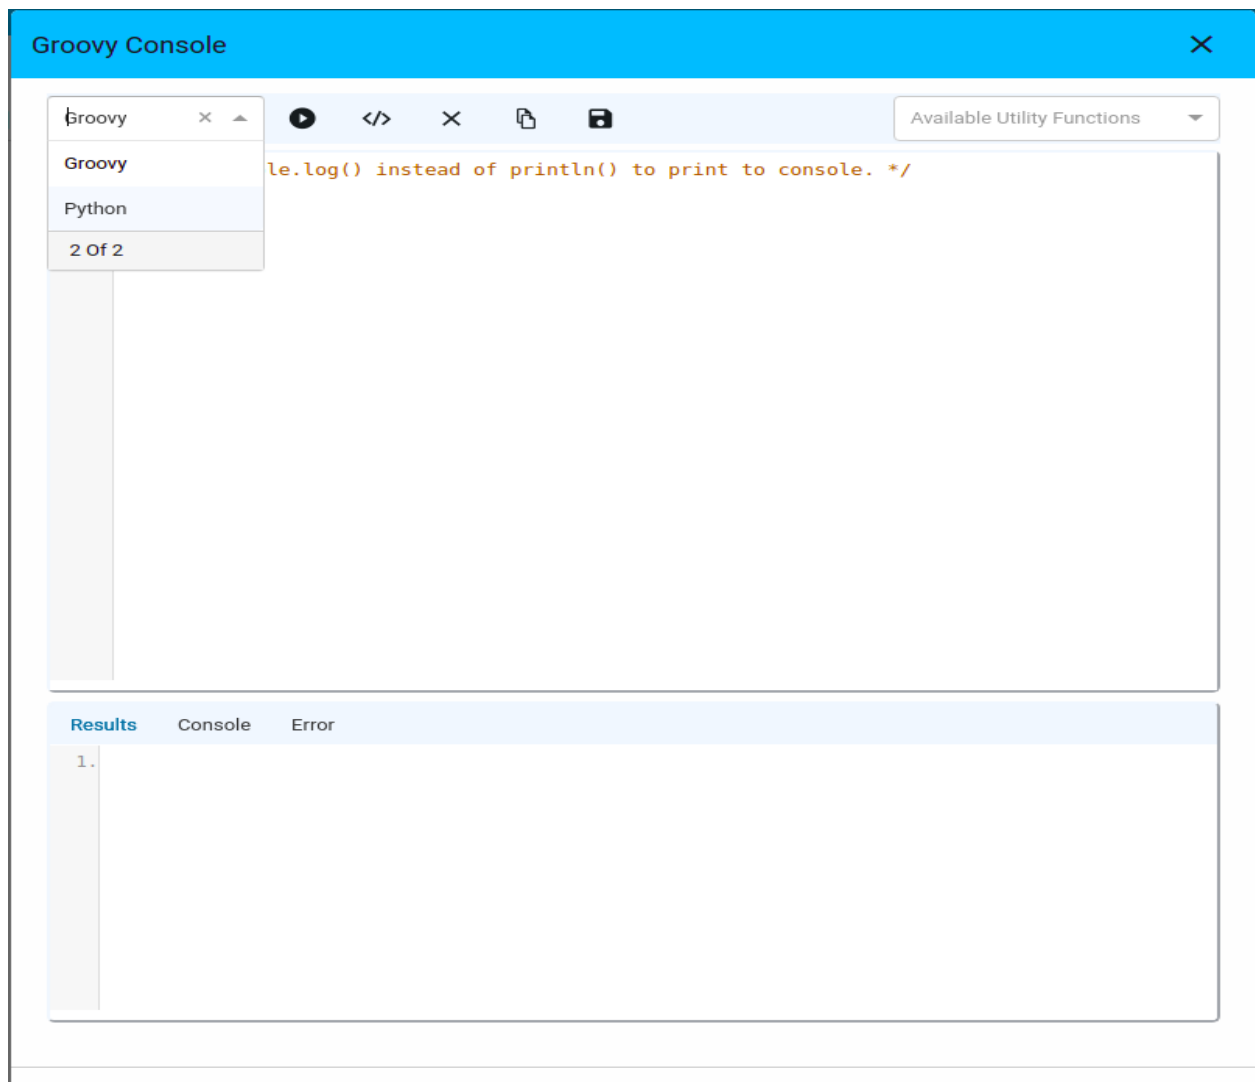 Groovy Console
Groovy
Available Utility Functions
Groovy
le.log() instead of println() to print to console. */
Python
2 Of 2
Results Console Error
1.